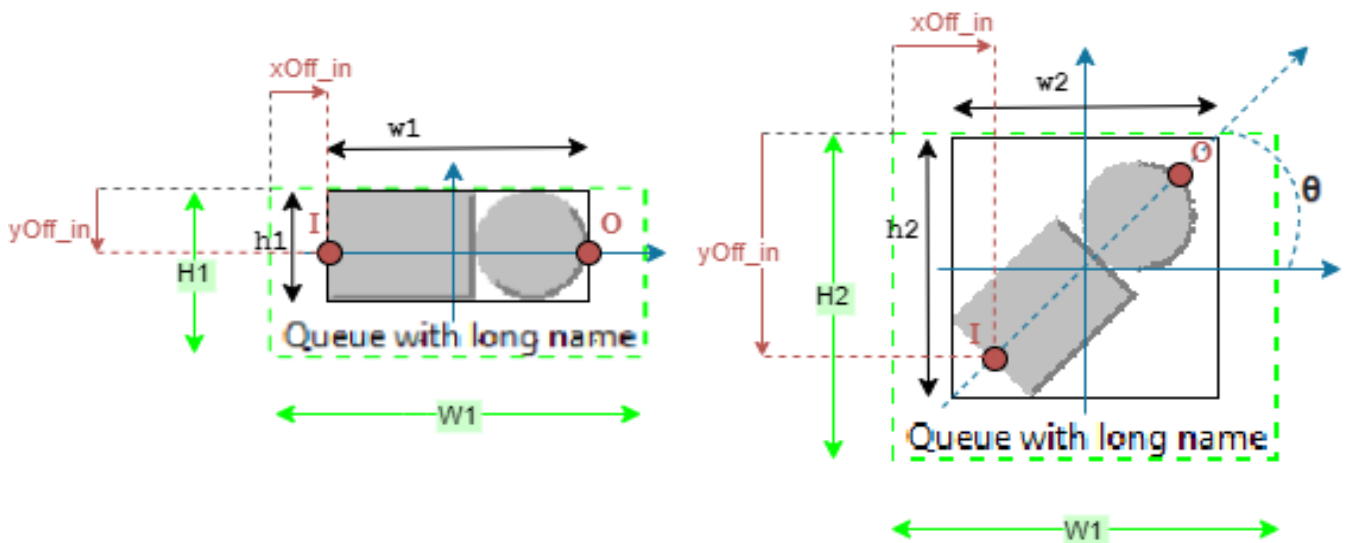 xOff_in
w1
yOff_in
I
O
h1
H1
Queue with long name
W1
xOff_in
w2
O
θ
yOff_in
h2
H2
I
Queue with long name
W1